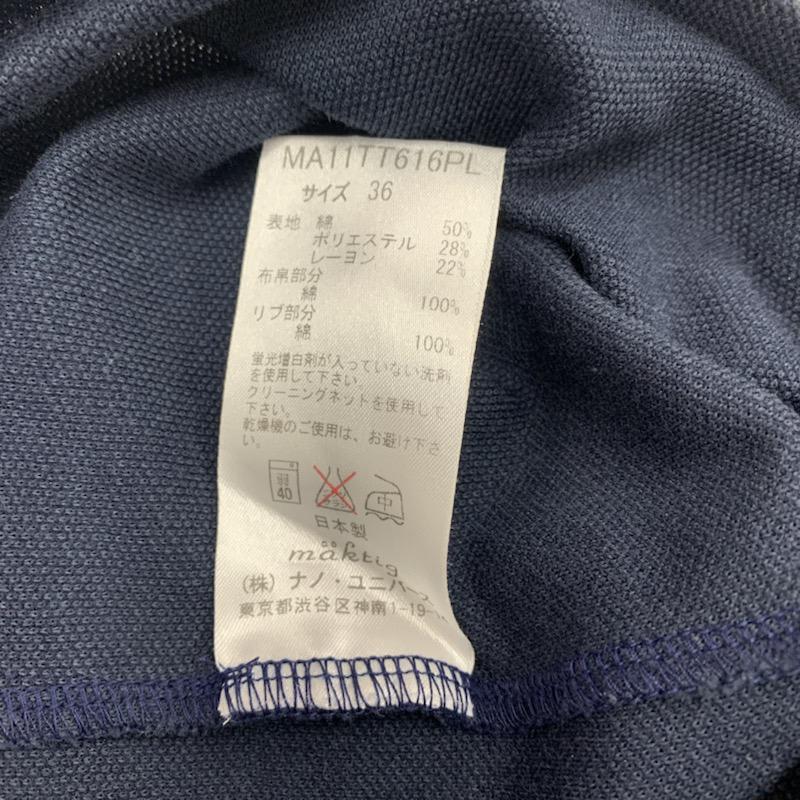 MA11TT616PL
サイズ 36
表地 綿 50%
ポリエステル 28%
レーヨン 22%
布帛部分
綿 100%
リブ部分
綿 100%
蛍光増白剤が入っていない洗剤
を使用して下さい。
クリーニングネットを使用して
下さい。
乾燥機のご使用は、お避け下さ
い。
弱
40
中
日本製
mäktig
(株) ナノ・ユニバー
東京都渋谷区神南1-19-